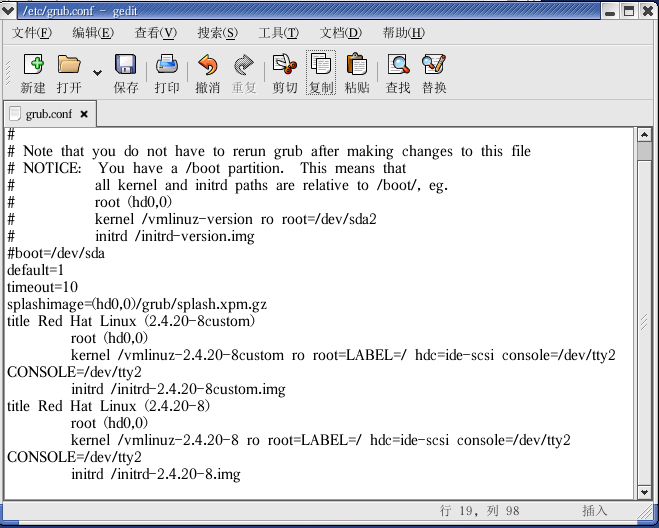 /etc/grub.conf - gedit
文件(F) 编辑(E) 查看(V) 搜索(S) 工具(T) 文档(D) 帮助(H)
新建 打开 保存 打印 撤消 重复 剪切 复制 粘贴 查找 替换
grub.conf
#
# Note that you do not have to rerun grub after making changes to this file
# NOTICE: You have a /boot partition. This means that
# all kernel and initrd paths are relative to /boot/, eg.
# root (hd0,0)
# kernel /vmlinuz-version ro root=/dev/sda2
# initrd /initrd-version.img
#boot=/dev/sda
default=1
timeout=10
splashimage=(hd0,0)/grub/splash.xpm.gz
title Red Hat Linux (2.4.20-8custom)
root (hd0,0)
kernel /vmlinuz-2.4.20-8custom ro root=LABEL=/ hdc=ide-scsi console=/dev/tty2
CONSOLE=/dev/tty2
initrd /initrd-2.4.20-8custom.img
title Red Hat Linux (2.4.20-8)
root (hd0,0)
kernel /vmlinuz-2.4.20-8 ro root=LABEL=/ hdc=ide-scsi console=/dev/tty2
CONSOLE=/dev/tty2
initrd /initrd-2.4.20-8.img
行 19, 列 98 插入